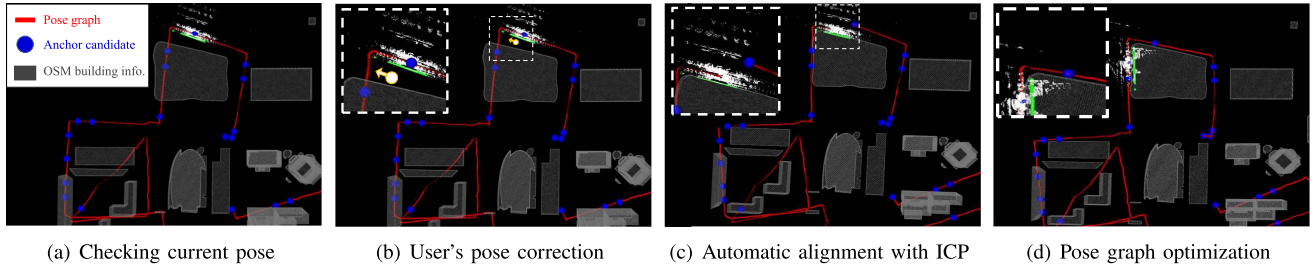 Pose graph
Anchor candidate
OSM building info.
(a) Checking current pose
(b) User's pose correction
(c) Automatic alignment with ICP
(d) Pose graph optimization